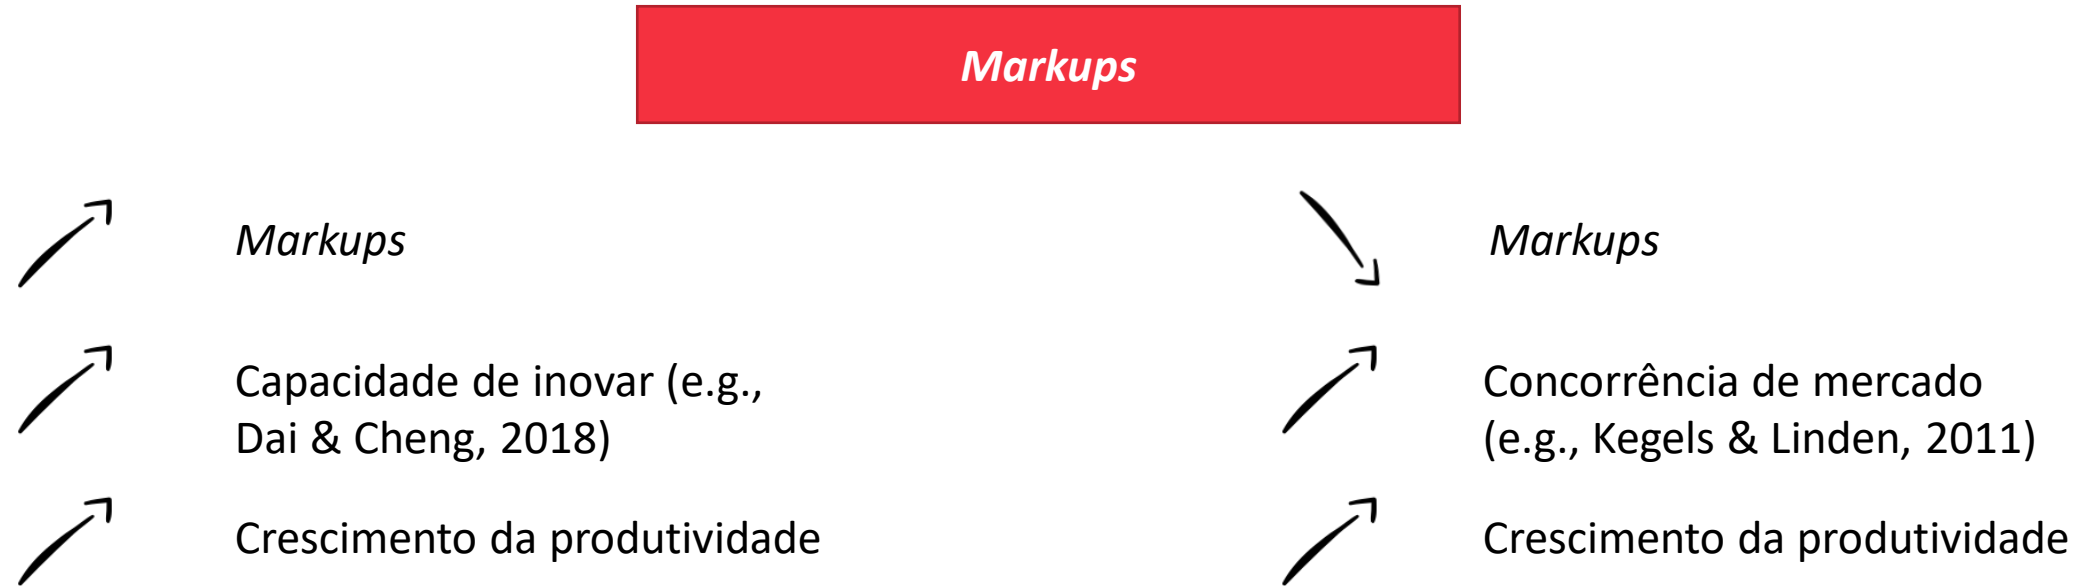 Markups
Markups
Capacidade de inovar (e.g.,
Dai & Cheng, 2018)
Crescimento da produtividade
Markups
Concorrência de mercado
(e.g., Kegels & Linden, 2011)
Crescimento da produtividade